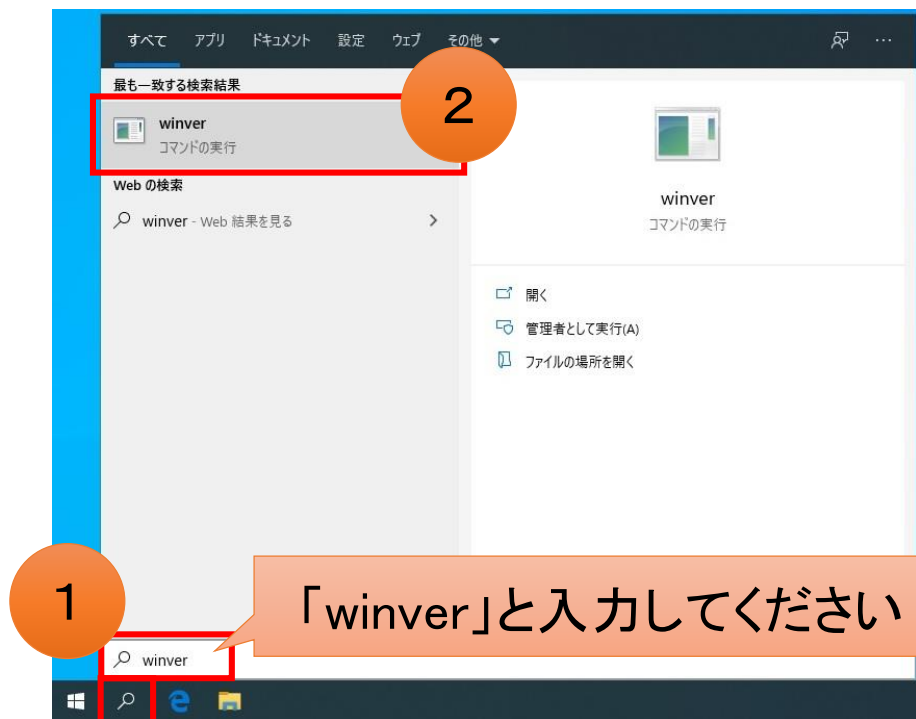 すべて アプリ ドキュメント 設定 ウェブ その他
最も一致する検索結果
winver
コマンドの実行
2
Web の検索
winver - Web 結果を見る
winver
コマンドの実行
開く
管理者として実行(A)
ファイルの場所を開く
1
「winver」と入力してください
winver